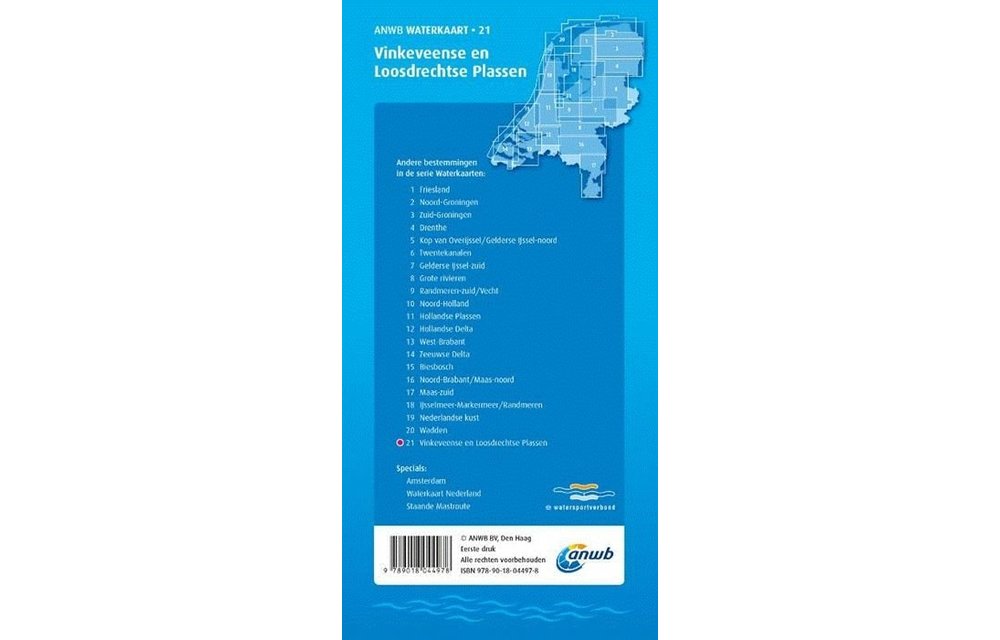 ANWB WATERKAART • 21
Vinkeveense en
Loosdrechtse Plassen
Andere bestemmingen
in de serie Waterkaarten:
1 Friesland
2 Noord-Groningen
3 Zuid-Groningen
4 Drenthe
5 Kop van Overijssel/Gelderse IJssel-noord
6 Twentekanalen
7 Gelderse IJssel-zuid
8 Grote rivieren
9 Randmeren-zuid/Vecht
10 Noord-Holland
11 Hollandse Plassen
12 Hollandse Delta
13 West-Brabant
14 Zeeuwse Delta
15 Biesbosch
16 Noord-Brabant/Maas-noord
17 Maas-zuid
18 IJsselmeer-Markermeer/Randmeren
19 Nederlandse kust
20 Wadden
21 Vinkeveense en Loosdrechtse Plassen
Specials:
Amsterdam
Waterkaart Nederland
Staande Mastroute
watersportverbond
© ANWB BV, Den Haag
Eerste druk
Alle rechten voorbehouden
ISBN 978-90-18-04497-8
9 789018 044978
anwb